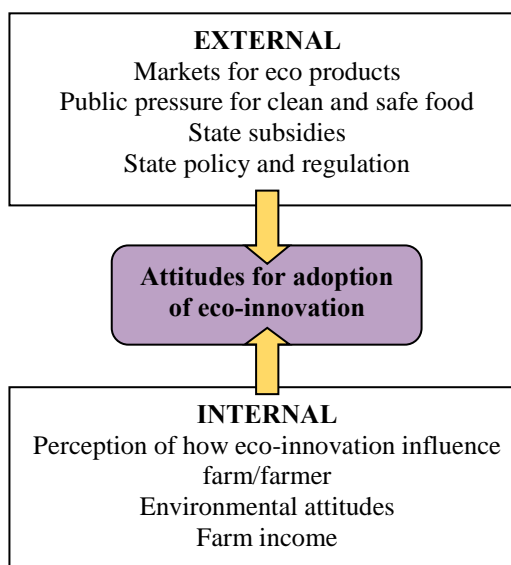 EXTERNAL
Markets for eco products
Public pressure for clean and safe food
State subsidies
State policy and regulation
Attitudes for adoption
of eco-innovation
INTERNAL
Perception of how eco-innovation influence
farm/farmer
Environmental attitudes
Farm income